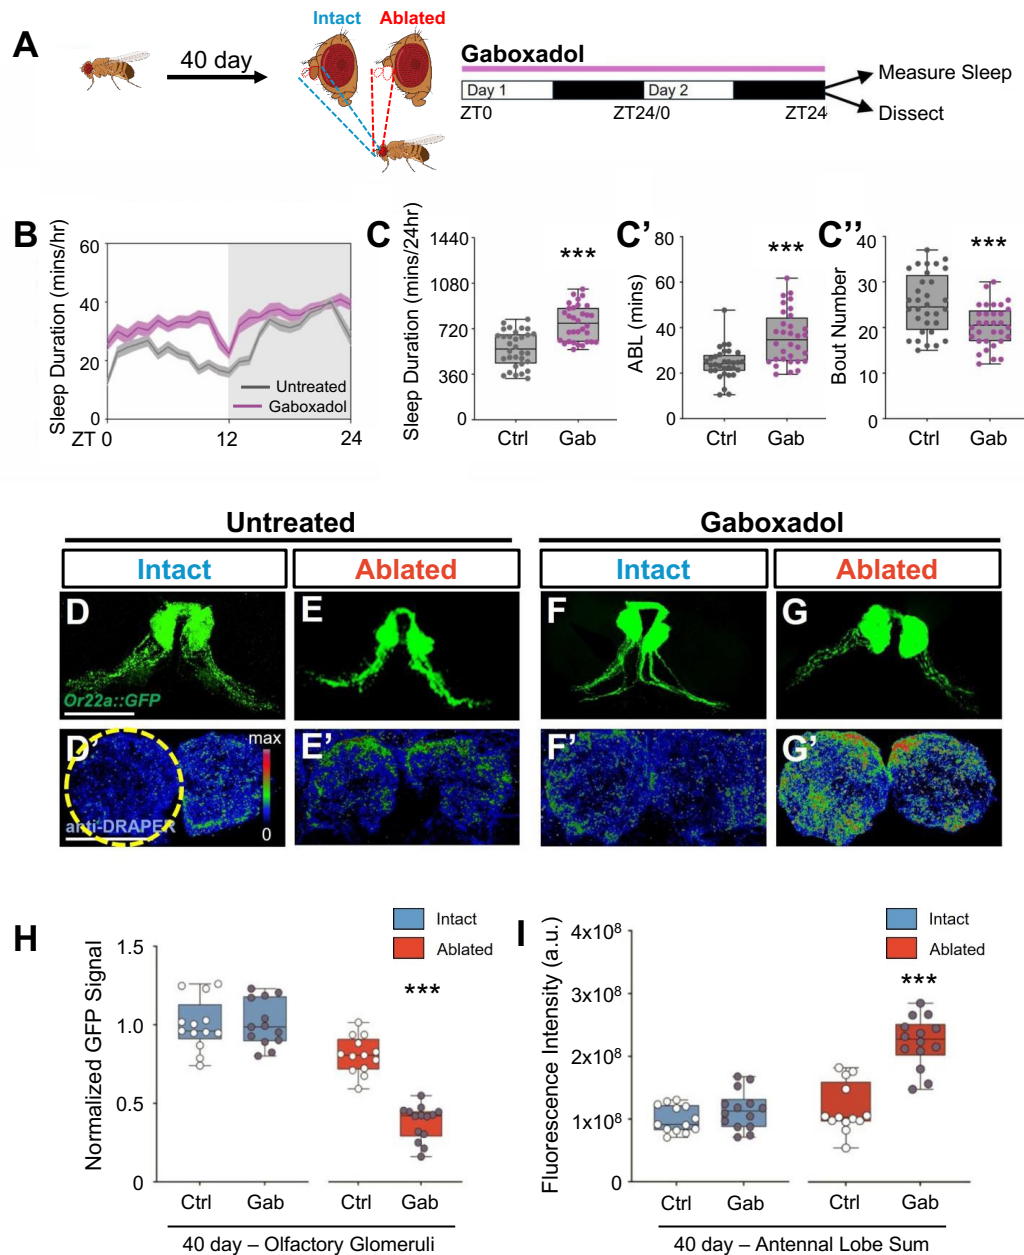 A
Intact
Ablated
40 day
Gaboxadol
Day 1
Day 2
ZT0
ZT24/0
ZT24
Measure Sleep
Dissect
B
Sleep Duration (mins/hr)
60
40
20
0
Untreated
Gaboxadol
ZT 0
12
24
C
Sleep Duration (mins/24hr)
1440
1080
720
360
0
***
Ctrl
Gab
C'
ABL (mins)
80
60
40
20
0
***
Ctrl
Gab
C''
Bout Number
40
30
20
10
0
***
Ctrl
Gab
Untreated
Gaboxadol
Intact
Ablated
Intact
Ablated
D
Or22a::GFP
E
F
G
D'
anti-DRAPER
max
0
E'
F'
G'
H
Intact
Ablated
Normalized GFP Signal
1.5
1.0
0.5
0
***
Ctrl
Gab
Ctrl
Gab
40 day – Olfactory Glomeruli
I
Intact
Ablated
Fluorescence Intensity (a.u.)
4x10⁸
3x10⁸
2x10⁸
1x10⁸
0
***
Ctrl
Gab
Ctrl
Gab
40 day – Antennal Lobe Sum